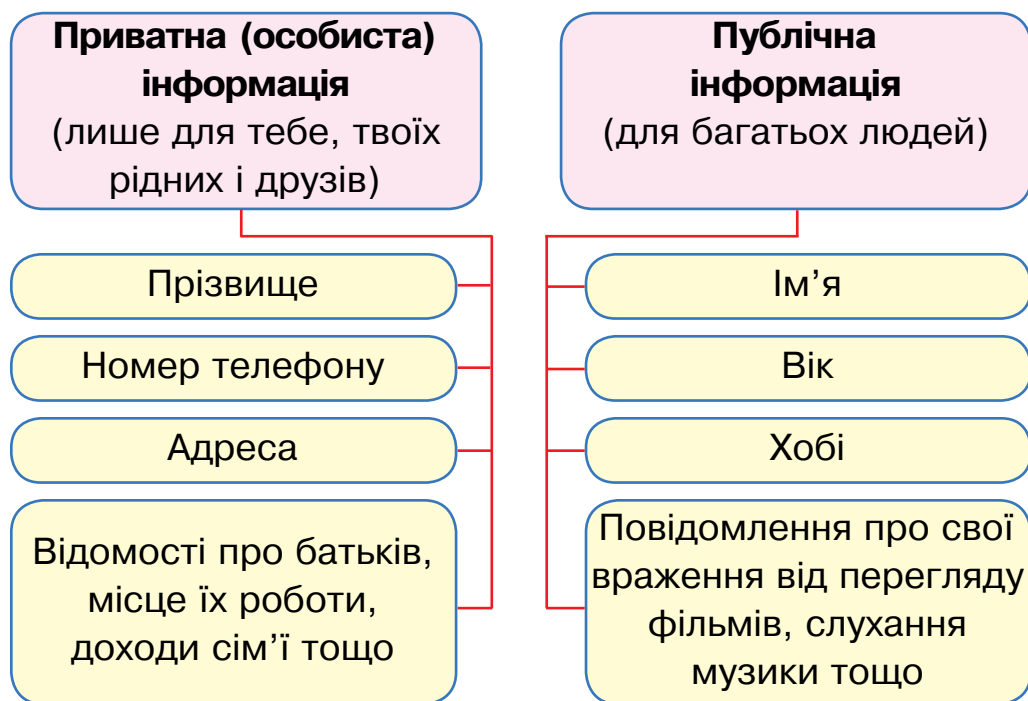 Приватна (особиста)
інформація
(лише для тебе, твоїх
рідних і друзів)
Прізвище
Номер телефону
Адреса
Відомості про батьків,
місце їх роботи,
доходи сім’ї тощо
Публічна
інформація
(для багатьох людей)
Ім’я
Вік
Хобі
Повідомлення про свої
враження від перегляду
фільмів, слухання
музики тощо